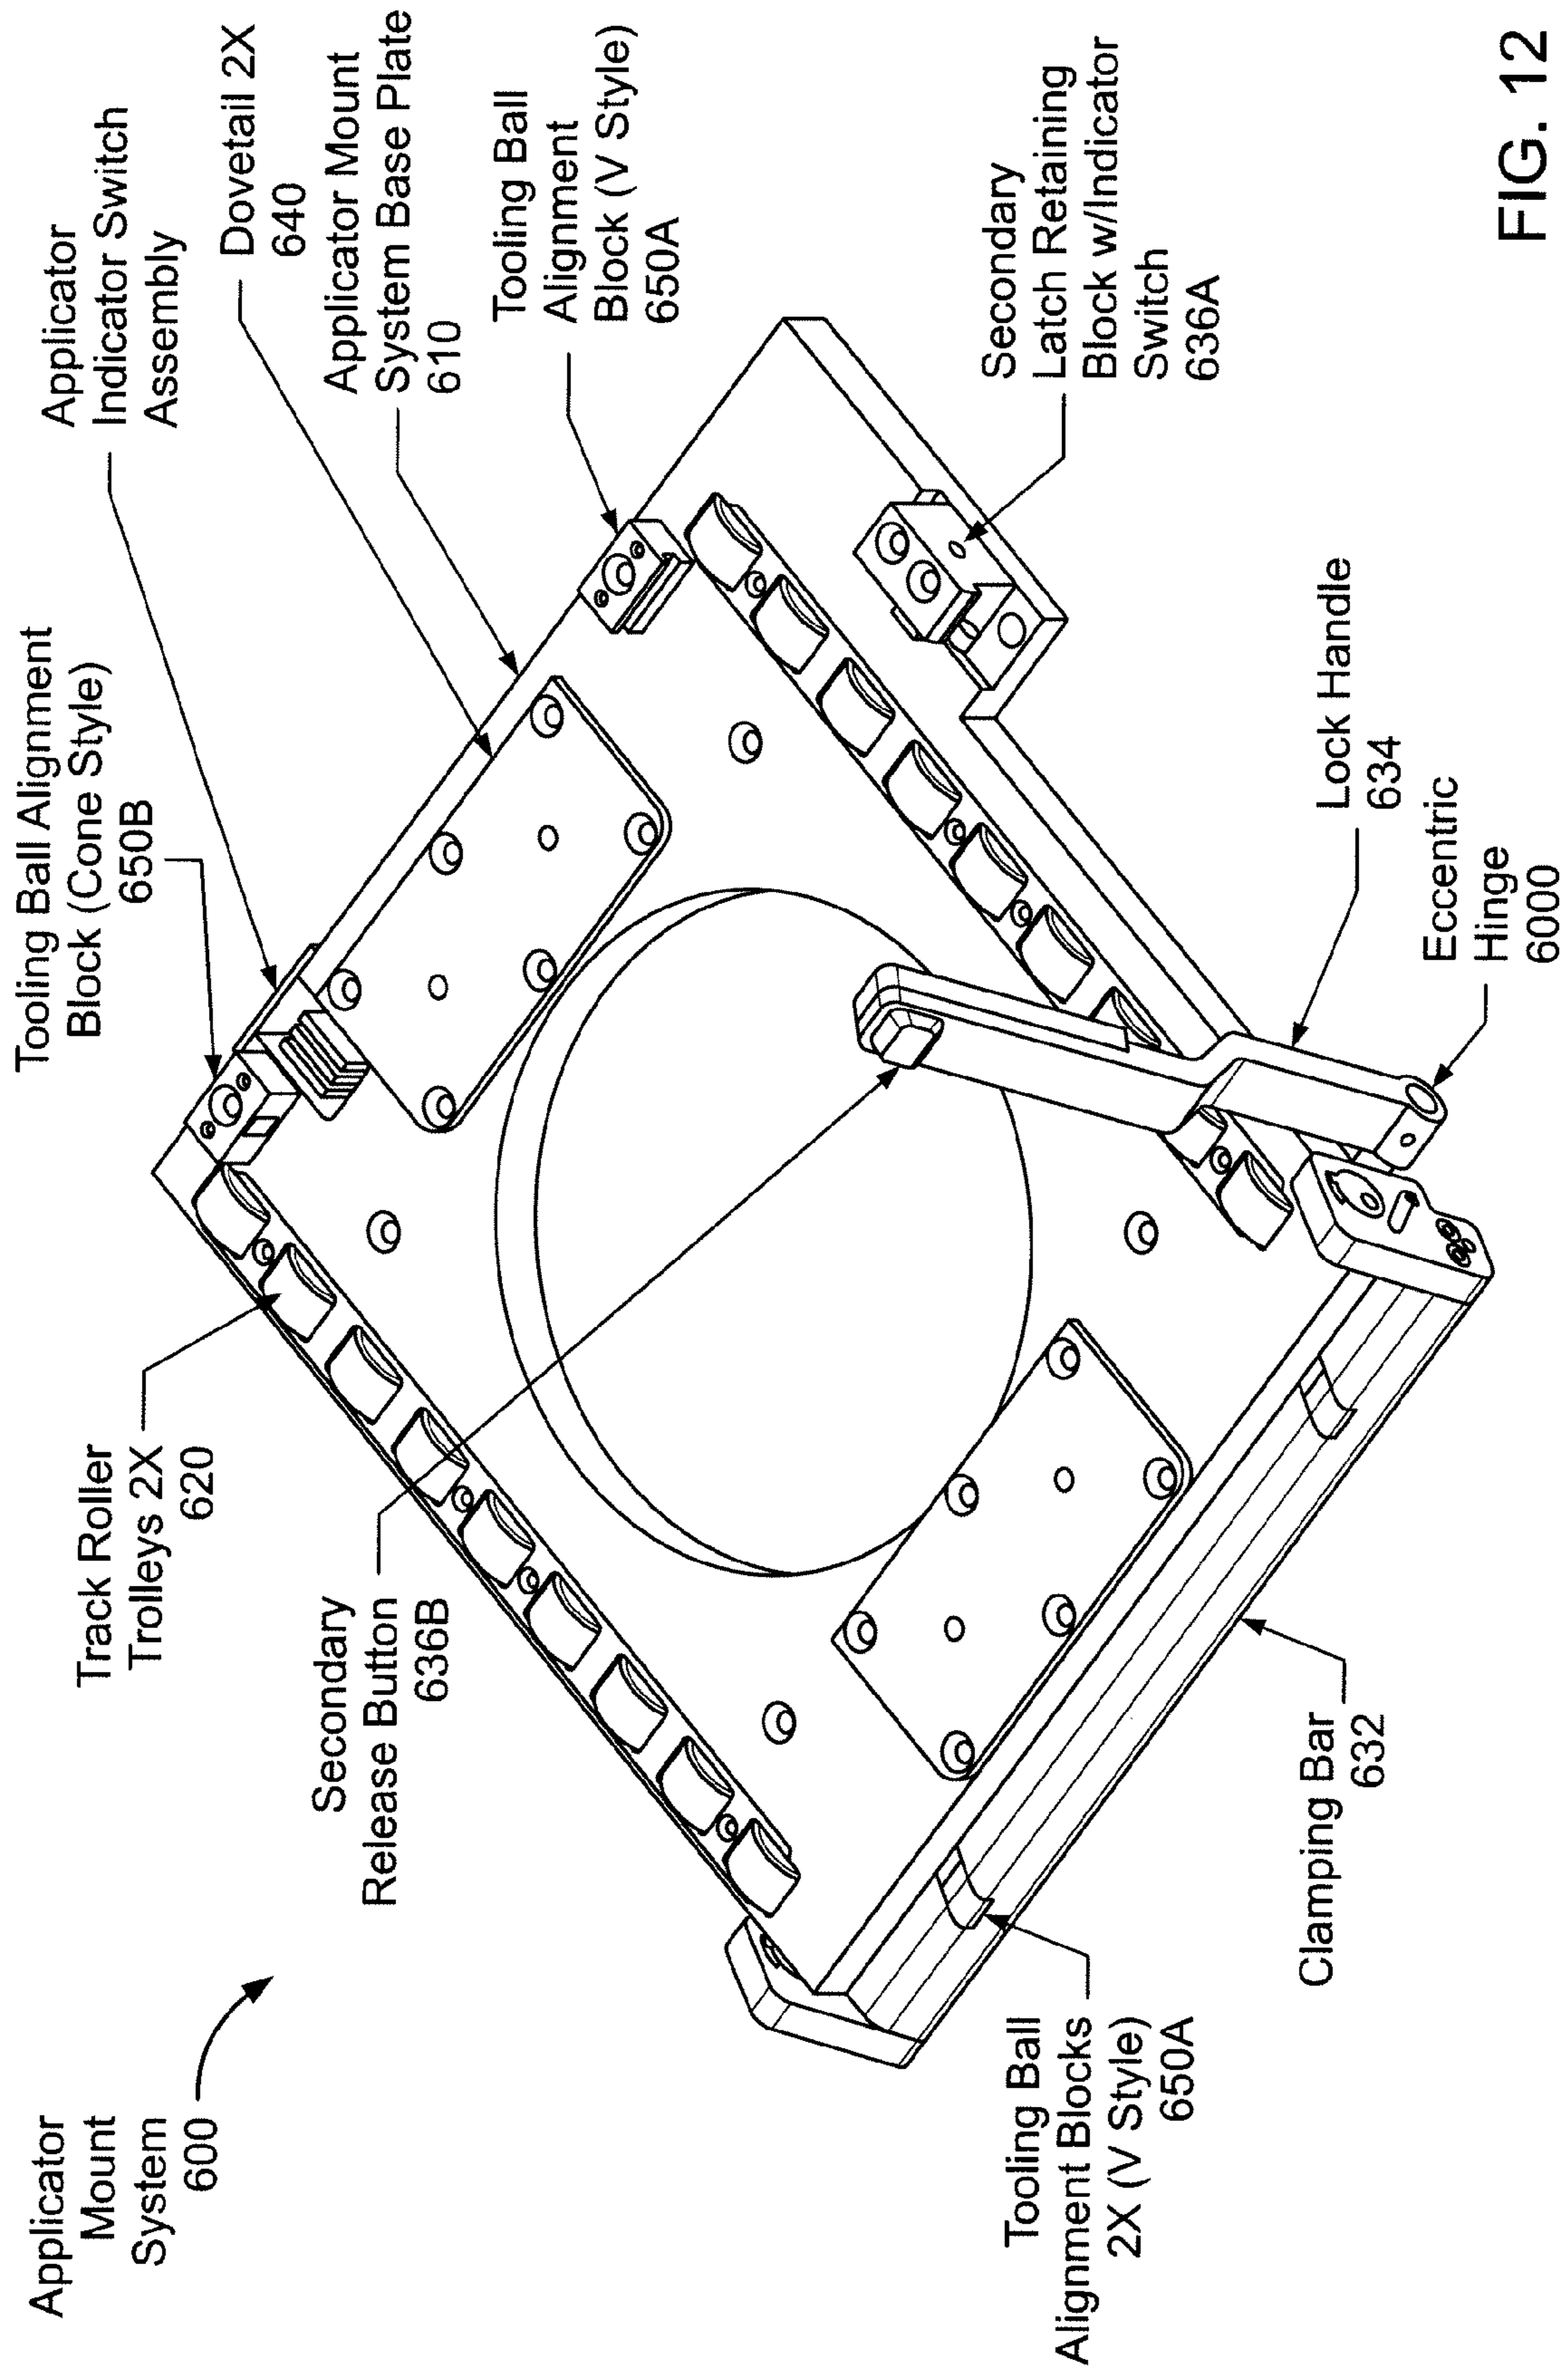 Applicator
Mount
System
600
Track Roller
Trolleys 2X
620
Secondary
Release Button
636B
Tooling Ball Alignment
Block (Cone Style)
650B
Applicator
Indicator Switch
Assembly
Dovetail 2X
640
Applicator Mount
System Base Plate
610
Tooling Ball
Alignment
Block (V Style)
650A
Secondary
Latch Retaining
Block w/Indicator
Switch
636A
Lock Handle
634
Eccentric
Hinge
6000
Clamping Bar
632
Tooling Ball
Alignment Blocks
2X (V Style)
650A
FIG. 12